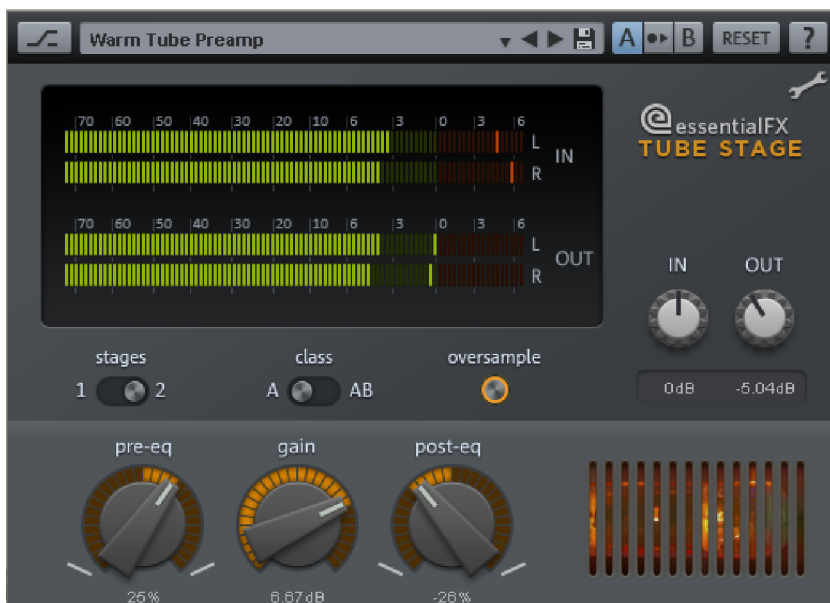 Warm Tube Preamp
A B RESET ?
essentialFX
TUBE STAGE
70 60 50 40 30 20 10 6 3 0 3 6
L
IN
R
70 60 50 40 30 20 10 6 3 0 3 6
L
OUT
R
IN OUT
0dB -5.04dB
stages class oversample
1 2 A AB
pre-eq gain post-eq
25% 6.67dB -26%